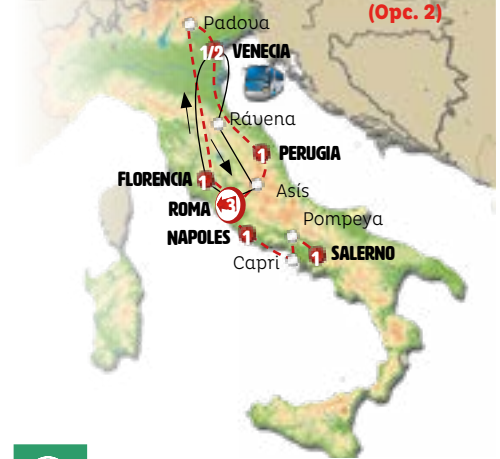 (Opc. 2)
Padova
1/2 VENECIA
Rávena
1 PERUGIA
FLORENCIA 1
Asís
ROMA 3
Pompeya
NAPOLES 1
Capri
1 SALERNO